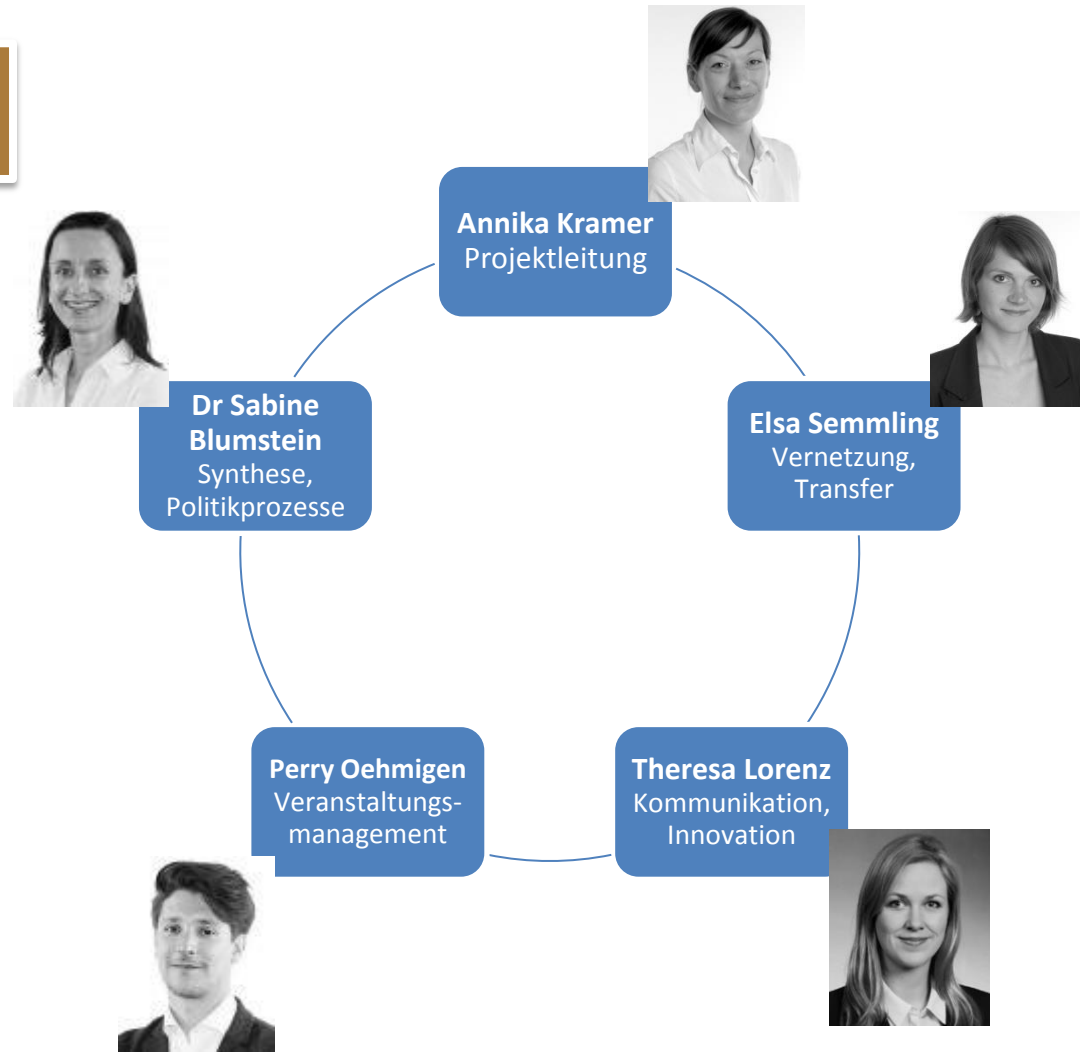 Annika Kramer
Projektleitung
Elsa Semmling
Vernetzung,
Transfer
Theresa Lorenz
Kommunikation,
Innovation
Perry Oehmigen
Veranstaltungs-
management
Dr Sabine
Blumstein
Synthese,
Politikprozesse